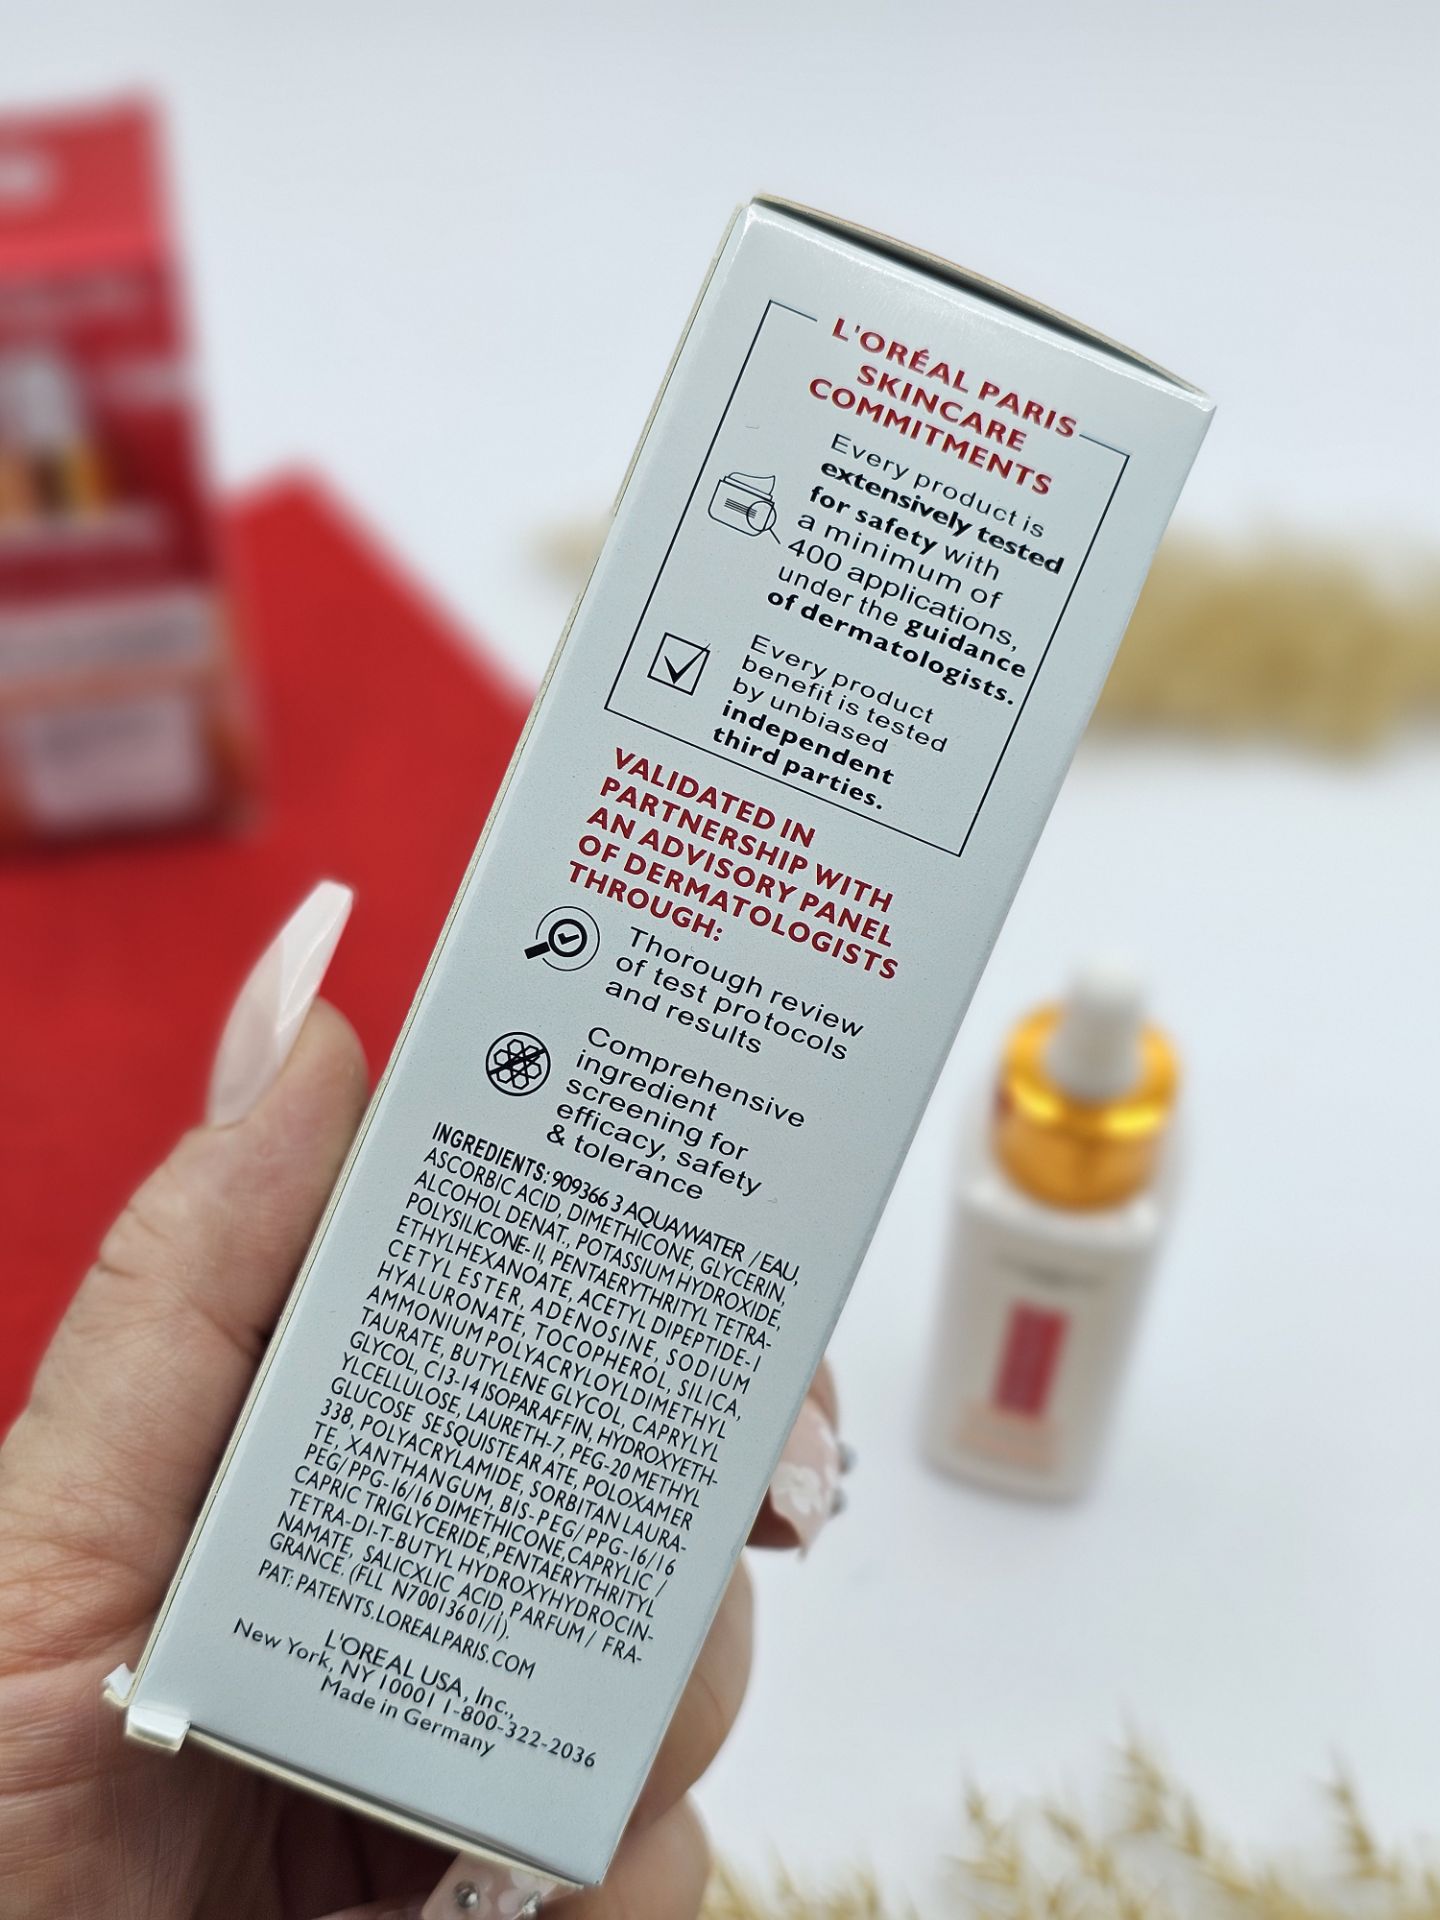 L'ORÉAL PARIS
SKINCARE
COMMITMENTS
Every product is
extensively tested
for safety with
a minimum of
400 applications,
under the guidance
of dermatologists.
Every product
benefit is tested
by unbiased
independent
third parties.
VALIDATED IN
PARTNERSHIP WITH
AN ADVISORY PANEL
OF DERMATOLOGISTS
THROUGH:
Thorough review
of test protocols
and results
Comprehensive
ingredient
screening for
efficacy, safety
& tolerance
INGREDIENTS: 909366 3 AQUA/WATER / EAU,
ASCORBIC ACID, DIMETHICONE, GLYCERIN,
ALCOHOL DENAT., POTASSIUM HYDROXIDE,
POLYSILICONE-11, PENTAERYTHRITYL TETRA-
ETHYLHEXANOATE, ACETYL DIPEPTIDE-1
CETYL ESTER, ADENOSINE, SODIUM
HYALURONATE, TOCOPHEROL, SILICA,
AMMONIUM POLYACRYLOYLDIMETHYL
TAURATE, BUTYLENE GLYCOL, CAPRYLYL
GLYCOL, C13-14 ISOPARAFFIN, HYDROXYETH-
YLCELLULOSE, LAURETH-7, PEG-20 METHYL
GLUCOSE SESQUISTEARATE, POLOXAMER
338, POLYACRYLAMIDE, SORBITAN LAURA-
TE, XANTHAN GUM, BIS-PEG/PPG-16/16
PEG/PPG-16/16 DIMETHICONE, CAPRYLIC /
CAPRIC TRIGLYCERIDE, PENTAERYTHRITYL
TETRA-DI-T-BUTYL HYDROXYHYDROCIN-
NAMATE, SALICXLIC ACID, PARFUM / FRA-
GRANCE. (FLL N70013601/1).
PAT: PATENTS.LOREALPARIS.COM
L'OREAL USA, Inc.,
New York, NY 10001 1-800-322-2036
Made in Germany